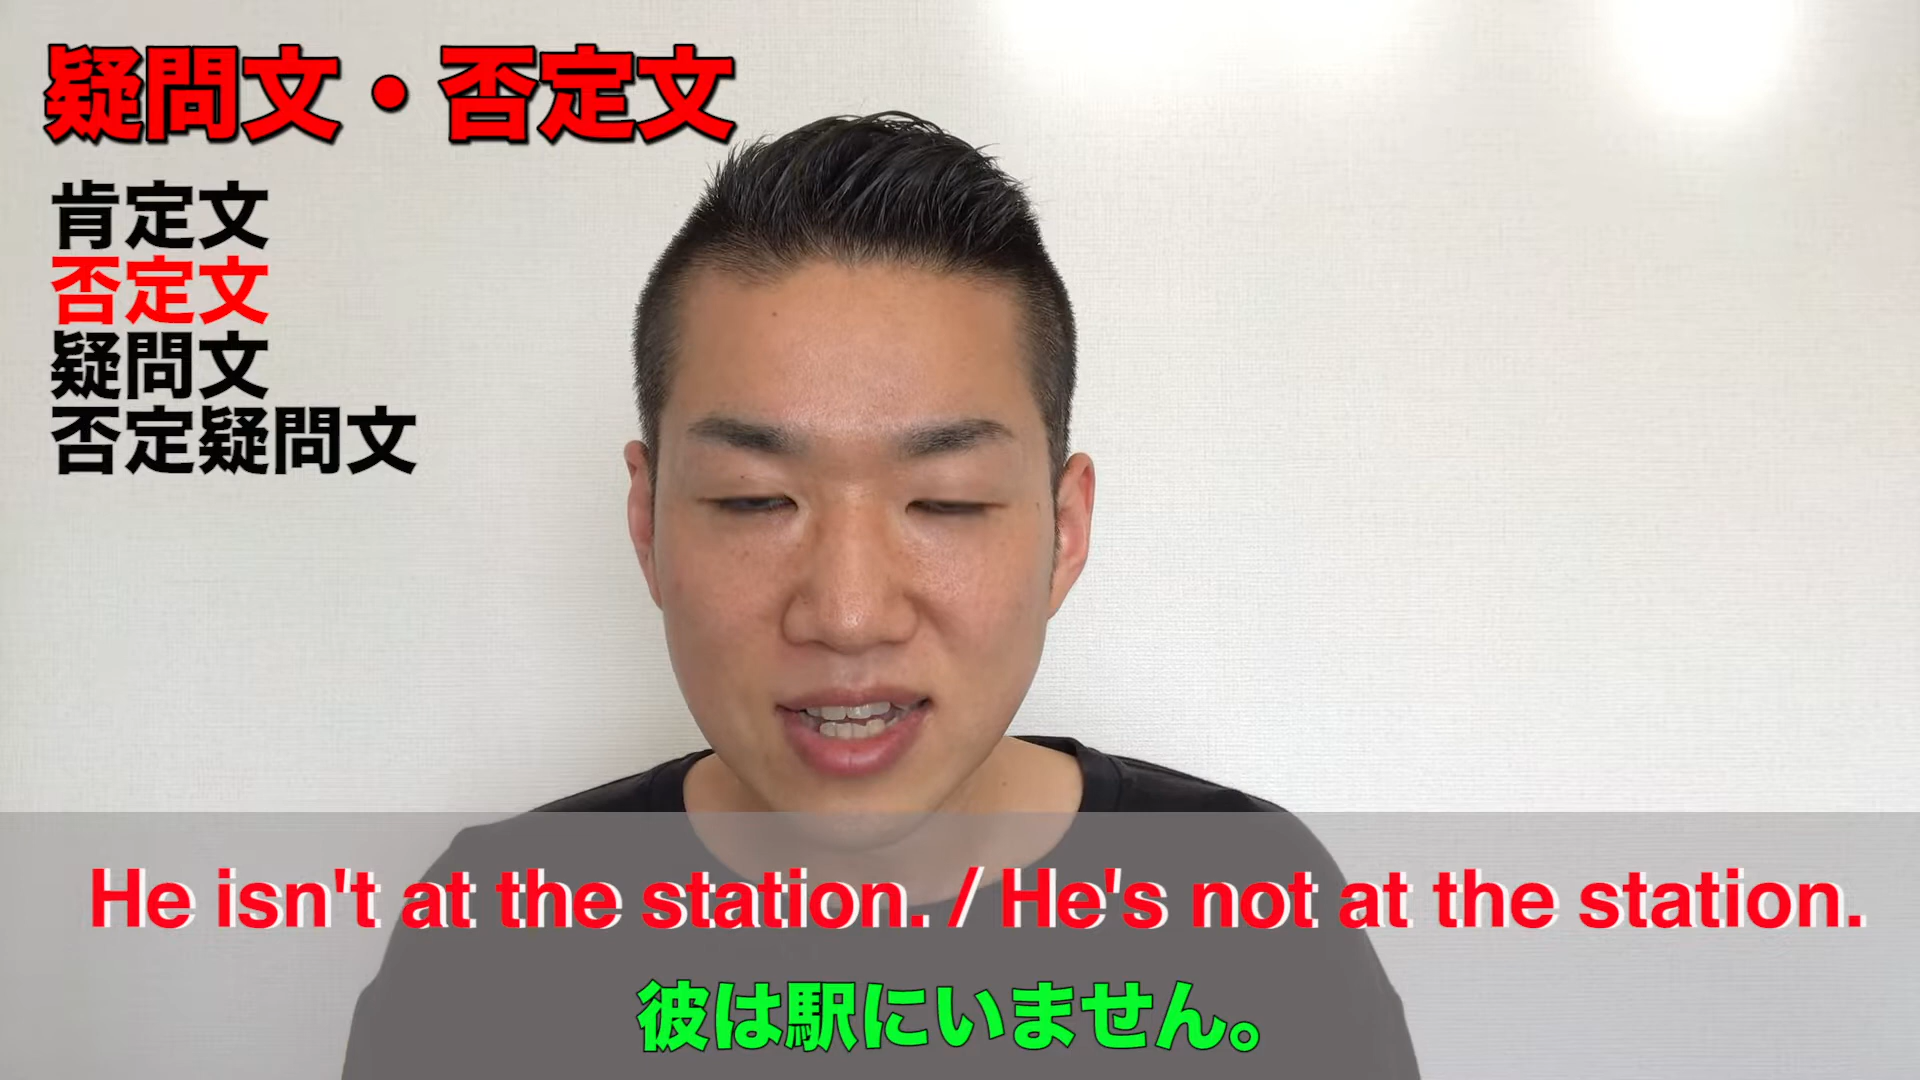 疑問文・否定文
肯定文
否定文
疑問文
否定疑問文
He isn't at the station. / He's not at the station.
彼は駅にいません。